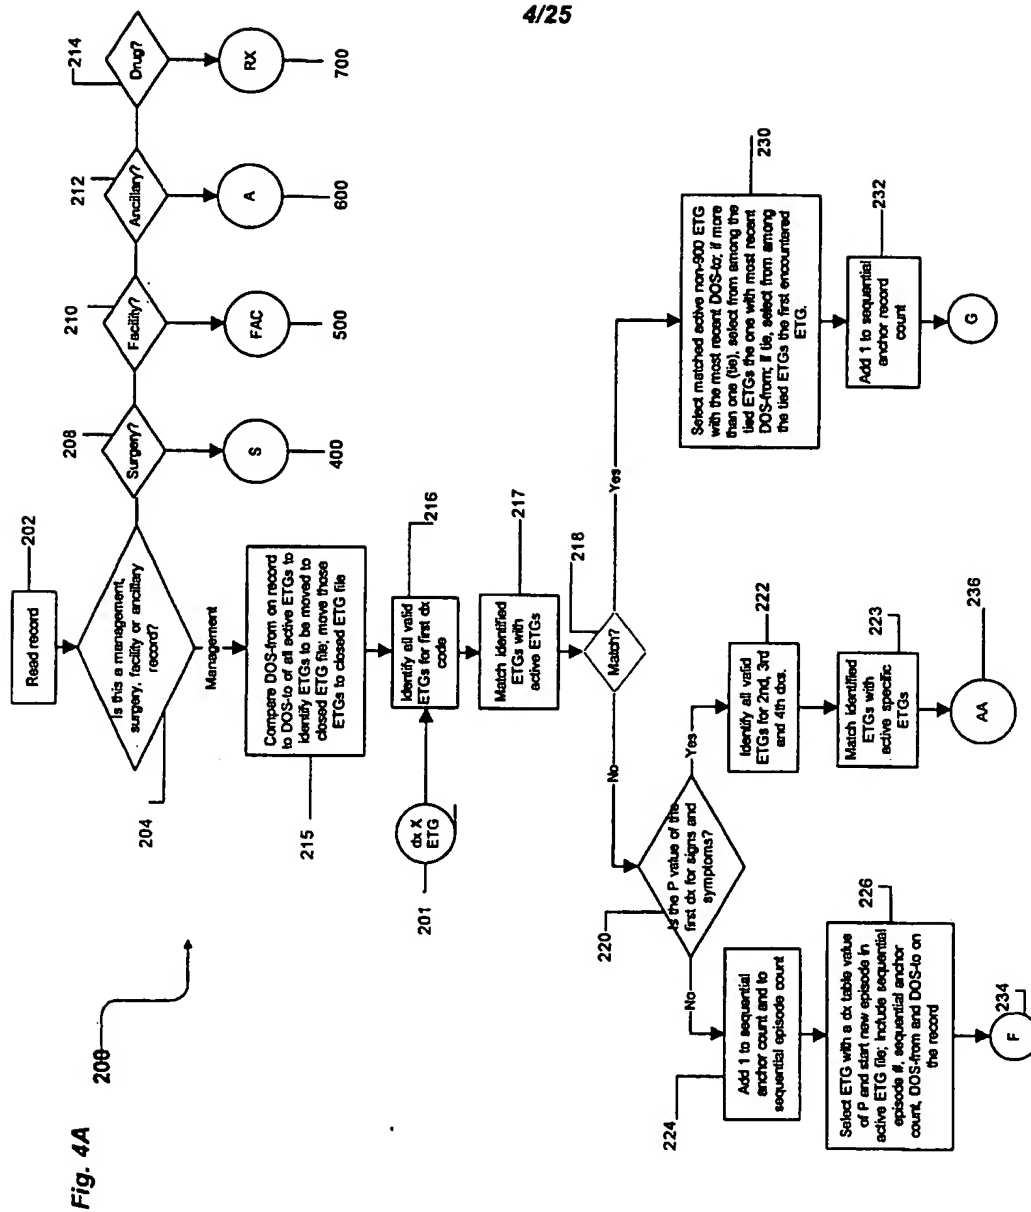 4/25
Fig. 4A
200
Read record
202
Is this a management,
surgery, facility or ancillary
record?
204
Surgery?
208
S
400
Facility?
210
FAC
500
Ancillary?
212
A
600
Drug?
214
RX
700
Management
Compare DOS-from on record
to DOS-to of all active ETGs to
identify ETGs to be moved to
closed ETG file; move those
ETGs to closed ETG file
215
dx X
ETG
201
Identify all valid
ETGs for first dx
code
216
Match identified
ETGs with
active ETGs
217
Match?
218
No
Yes
Is the P value of the
first dx for signs and
symptoms?
220
No
Yes
Add 1 to sequential
anchor count and to
sequential episode count
224
Select ETG with a dx table value
of P and start new episode in
active ETG file; include sequential
episode #, sequential anchor
count, DOS-from and DOS-to on
the record
226
F
234
Identify all valid
ETGs for 2nd, 3rd
and 4th dxs.
222
Match identified
ETGs with
active specific
ETGs
223
AA
236
Select matched active non-900 ETG
with the most recent DOS-to; if more
than one (tie), select from among the
tied ETGs the one with most recent
DOS-from; if tie, select from among
the tied ETGs the first encountered
ETG.
230
Add 1 to sequential
anchor record
count
232
G